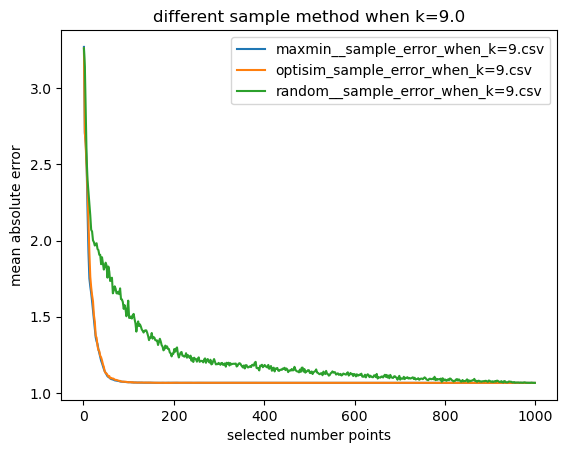 different sample method when k=9.0
maxmin__sample_error_when_k=9.csv
optisim_sample_error_when_k=9.csv
random__sample_error_when_k=9.csv
mean absolute error
3.0
2.5
2.0
1.5
1.0
0
200
400
600
800
1000
selected number points